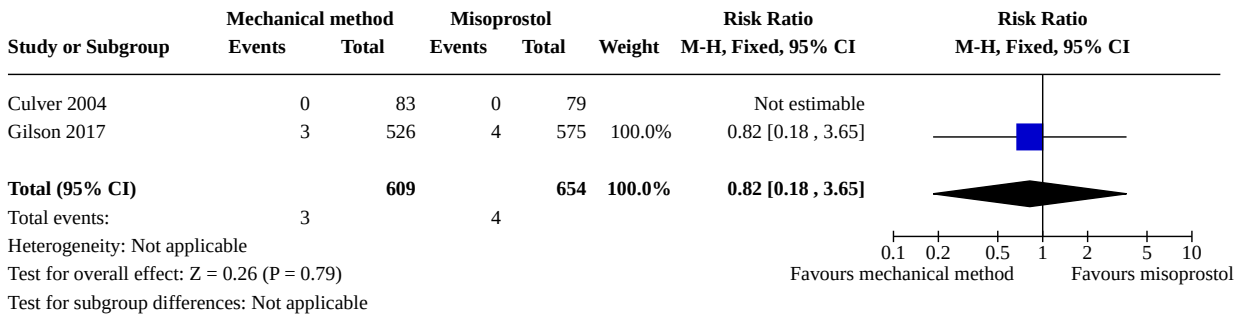 Mechanical method Misoprostol Risk Ratio Risk Ratio
Study or Subgroup Events Total Events Total Weight M-H, Fixed, 95% CI M-H, Fixed, 95% CI
Culver 2004 0 83 0 79 Not estimable
Gilson 2017 3 526 4 575 100.0% 0.82 [0.18 , 3.65]
Total (95% CI) 609 654 100.0% 0.82 [0.18 , 3.65]
Total events: 3 4
Heterogeneity: Not applicable
0.1 0.2 0.5 1 2 5 10
Test for overall effect: Z = 0.26 (P = 0.79) Favours mechanical method Favours misoprostol
Test for subgroup differences: Not applicable